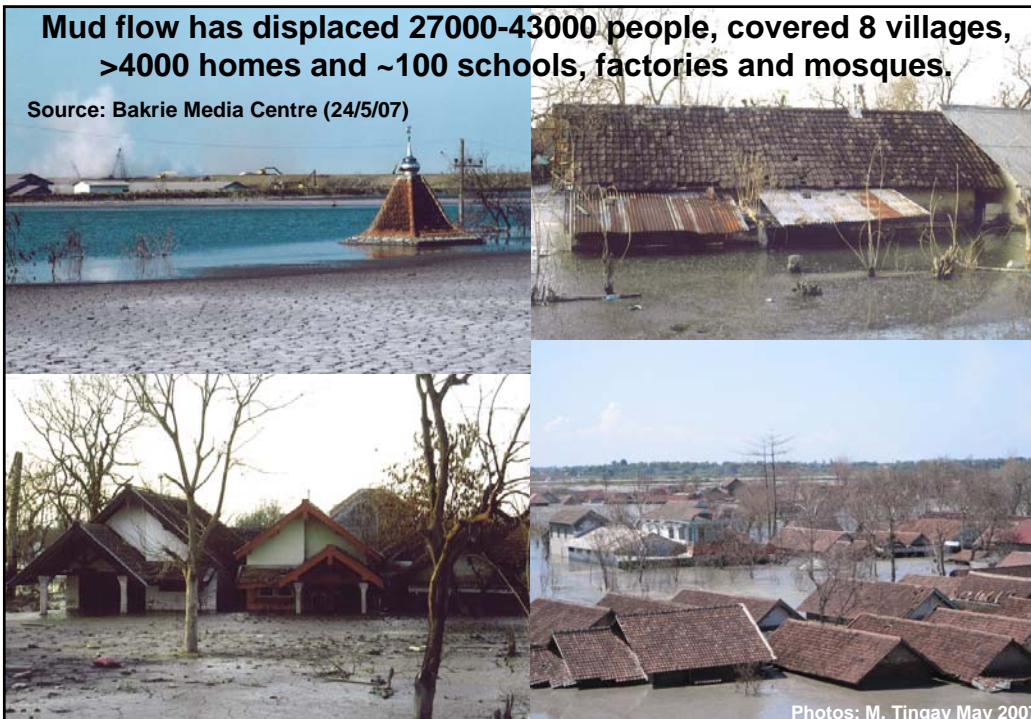 Mud flow has displaced 27000-43000 people, covered 8 villages,
>4000 homes and ~100 schools, factories and mosques.
Source: Bakrie Media Centre (24/5/07)
Photos: M. Tingay May